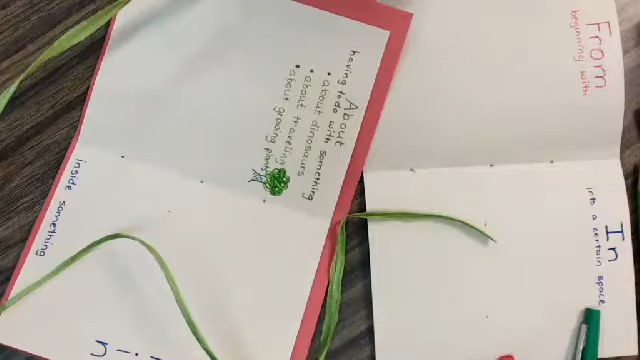 About
having to do with something
• about dinosaurs
• about traveling
• about growing plants
inside something
in
From
beginning with
In
into a certain space